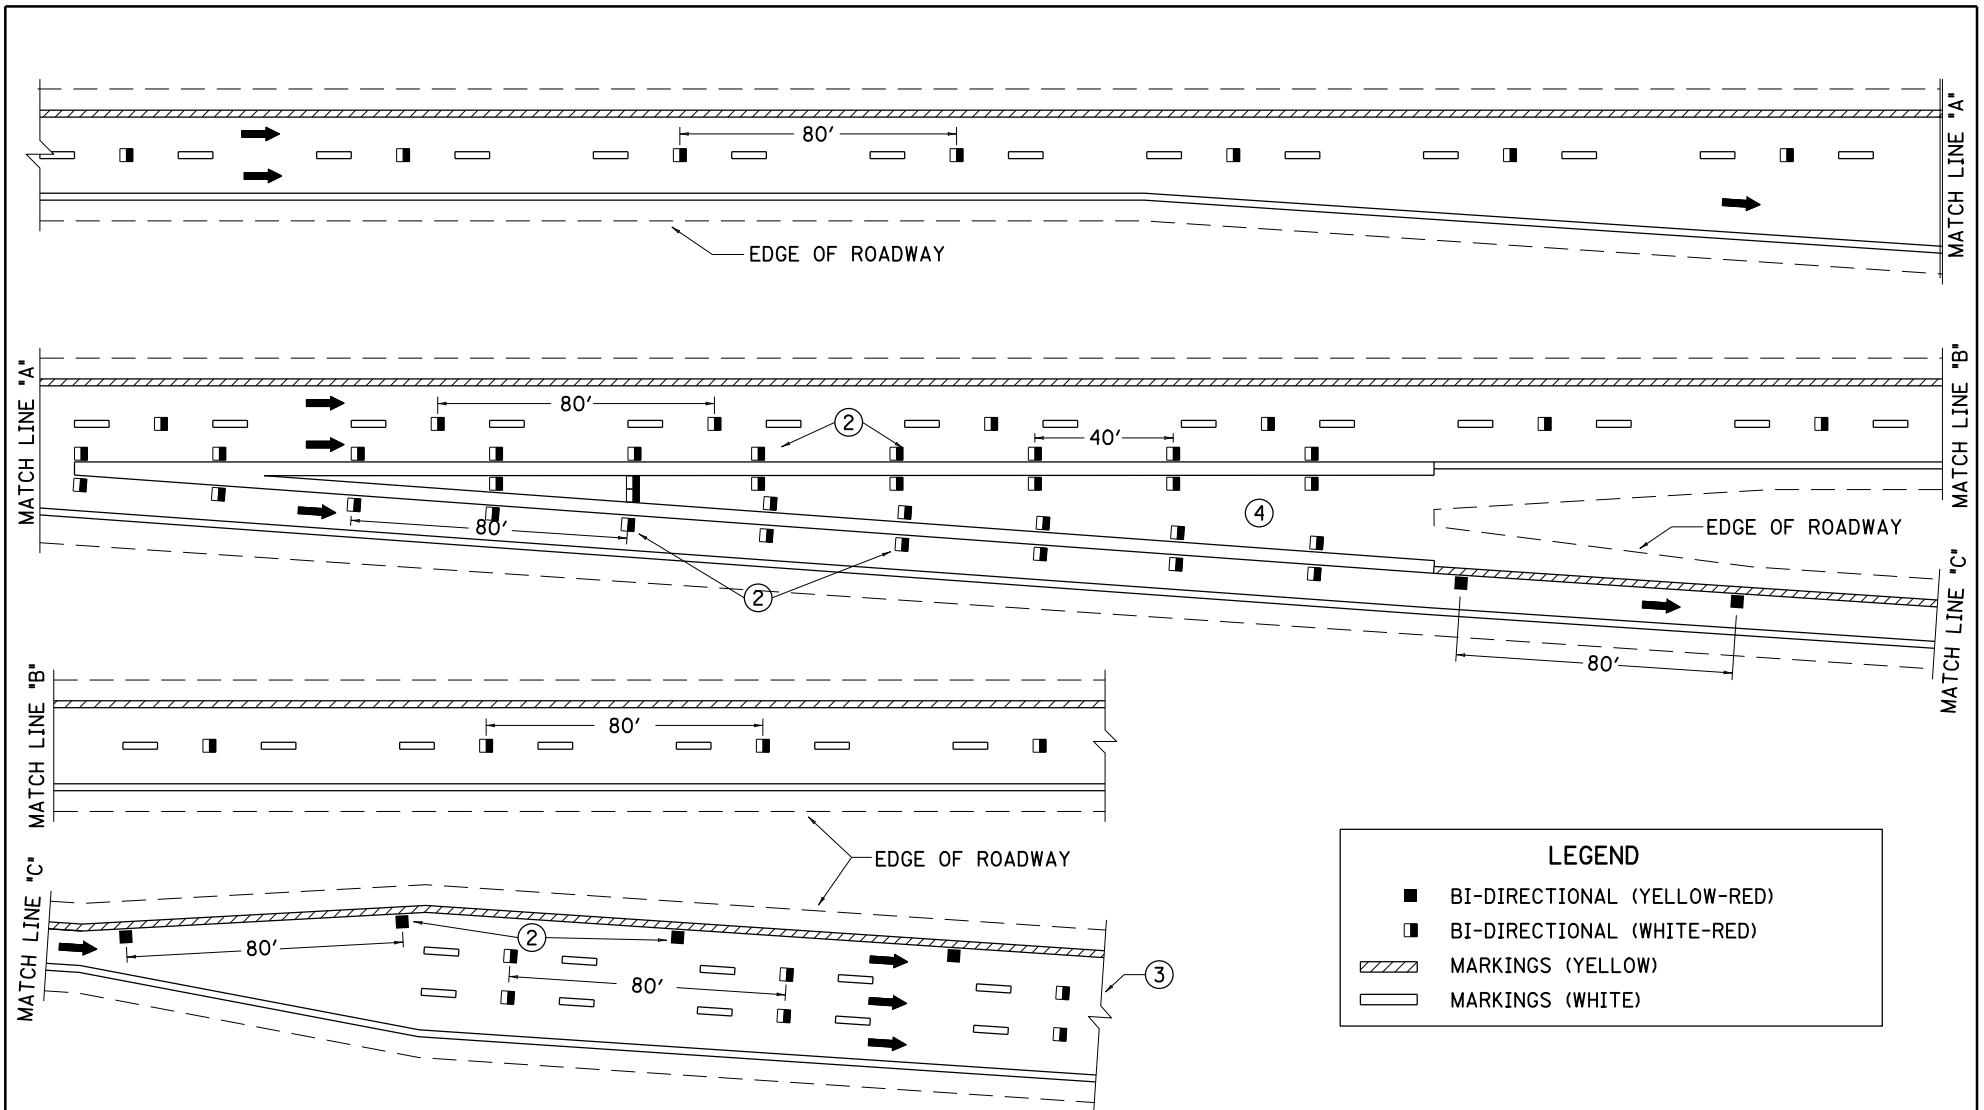 80'
MATCH LINE "A"
EDGE OF ROADWAY
MATCH LINE "A"
80'
2
40'
MATCH LINE "B"
80'
4
EDGE OF ROADWAY
2
80'
MATCH LINE "C"
MATCH LINE "B"
80'
EDGE OF ROADWAY
MATCH LINE "C"
80'
2
80'
3
LEGEND
BI-DIRECTIONAL (YELLOW-RED)
BI-DIRECTIONAL (WHITE-RED)
MARKINGS (YELLOW)
MARKINGS (WHITE)